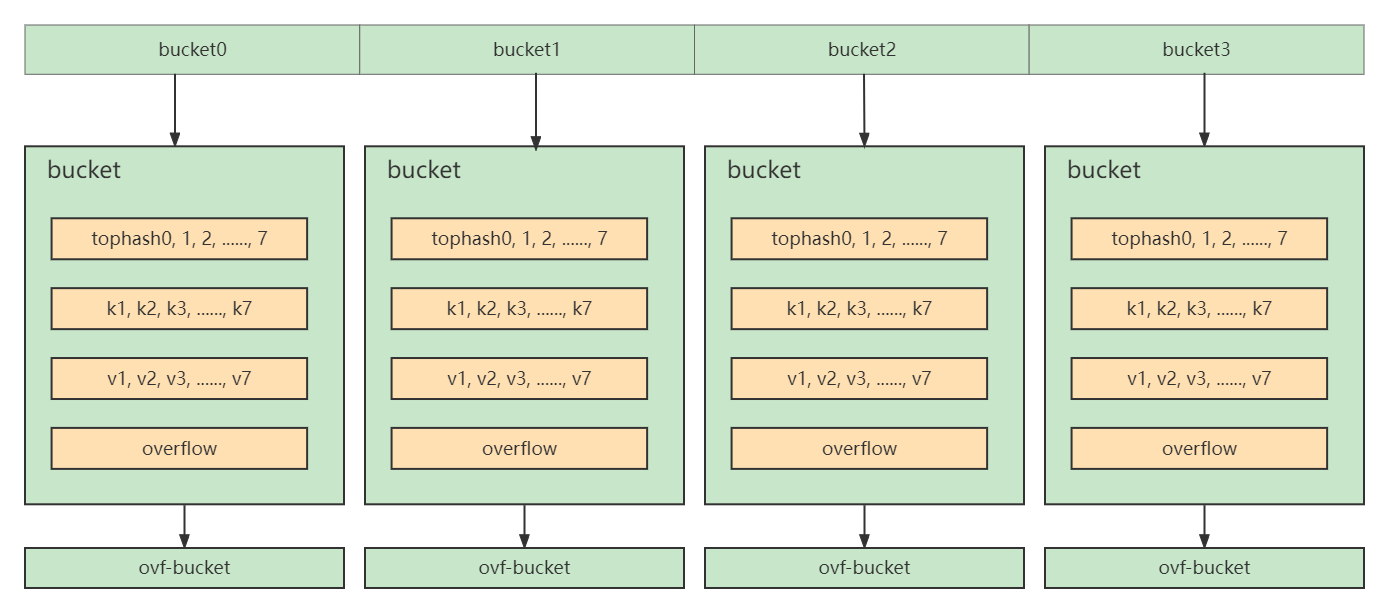 bucket0 bucket1 bucket2 bucket3
bucket bucket bucket bucket
tophash0, 1, 2, ......, 7 tophash0, 1, 2, ......, 7 tophash0, 1, 2, ......, 7 tophash0, 1, 2, ......, 7
k1, k2, k3, ......, k7 k1, k2, k3, ......, k7 k1, k2, k3, ......, k7 k1, k2, k3, ......, k7
v1, v2, v3, ......, v7 v1, v2, v3, ......, v7 v1, v2, v3, ......, v7 v1, v2, v3, ......, v7
overflow overflow overflow overflow
ovf-bucket ovf-bucket ovf-bucket ovf-bucket